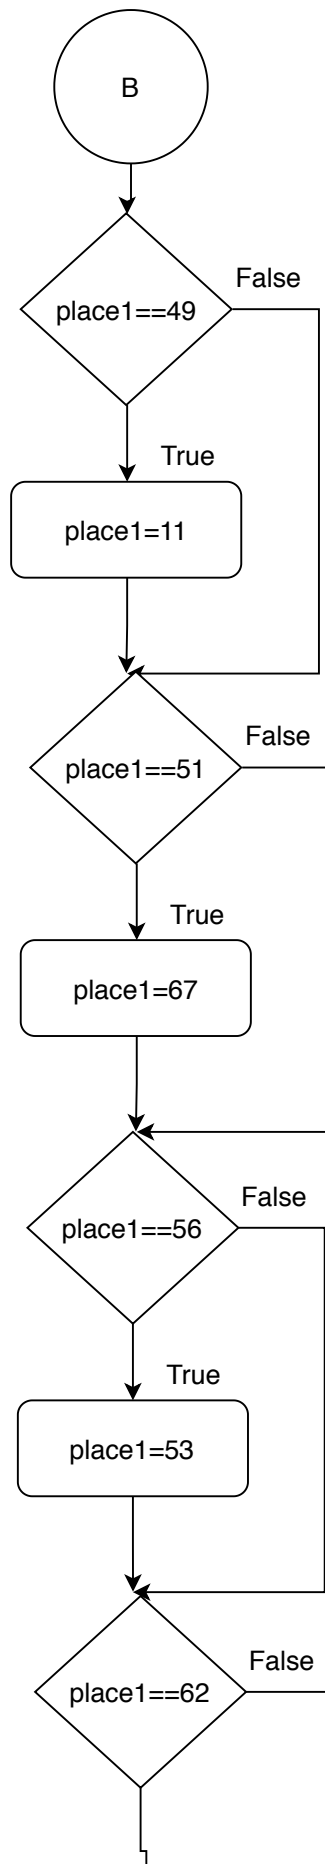 B
False
place1==49
True
place1=11
False
place1==51
True
place1=67
False
place1==56
True
place1=53
False
place1==62